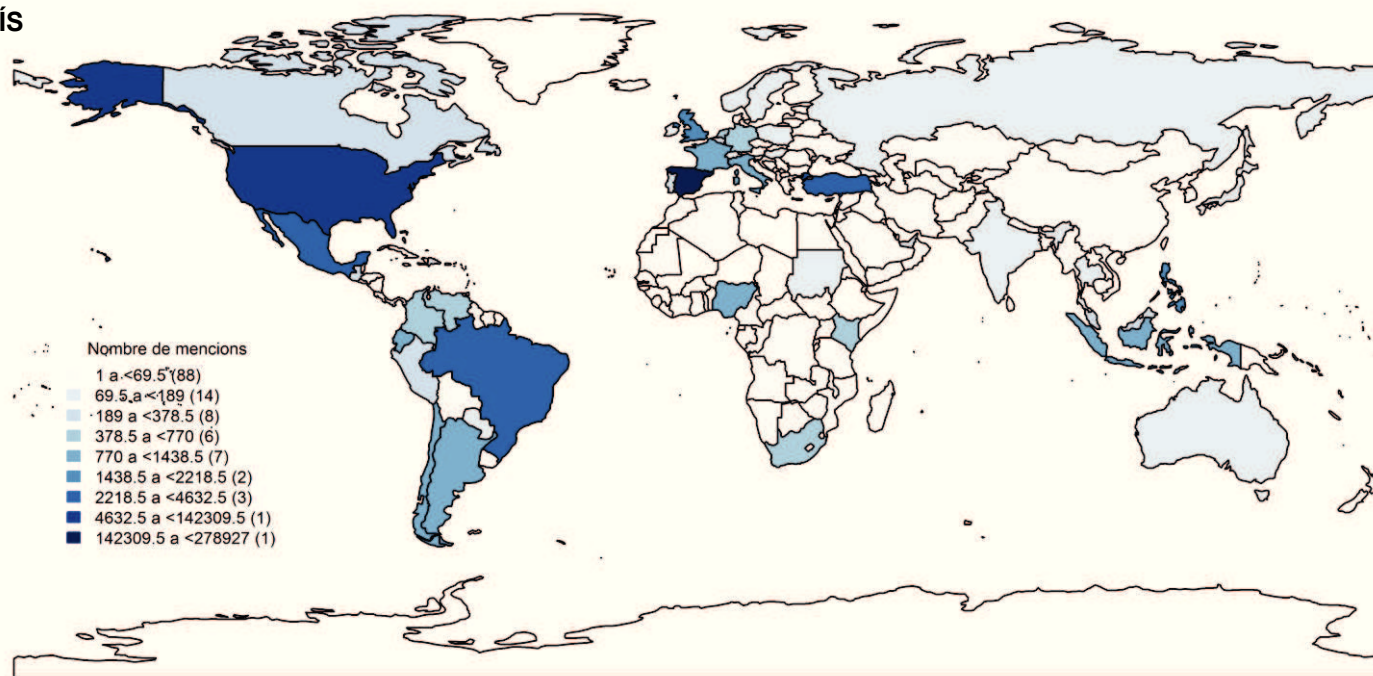 ÍS
Nombre de mencions
1 a <69.5 (88)
69.5 a <189 (14)
189 a <378.5 (8)
378.5 a <770 (6)
770 a <1438.5 (7)
1438.5 a <2218.5 (2)
2218.5 a <4632.5 (3)
4632.5 a <142309.5 (1)
142309.5 a <278927 (1)